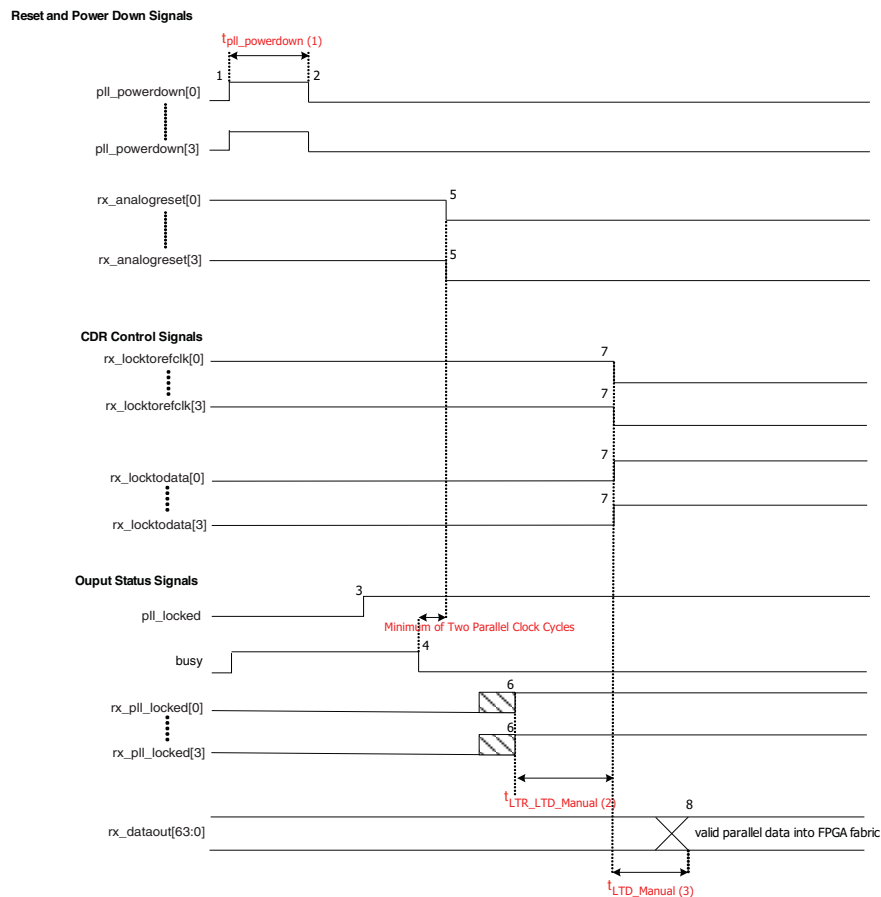 Reset and Power Down Signals
tpll_powerdown (1)
1
2
pll_powerdown[0]
pll_powerdown[3]
rx_analogreset[0]
5
rx_analogreset[3]
5
CDR Control Signals
rx_locktorefclk[0]
7
rx_locktorefclk[3]
7
rx_locktodata[0]
7
rx_locktodata[3]
7
Ouput Status Signals
3
pll_locked
Minimum of Two Parallel Clock Cycles
busy
4
rx_pll_locked[0]
6
rx_pll_locked[3]
6
tLTR_LTD_Manual (2)
rx_dataout[63:0]
8
valid parallel data into FPGA fabric
tLTD_Manual (3)